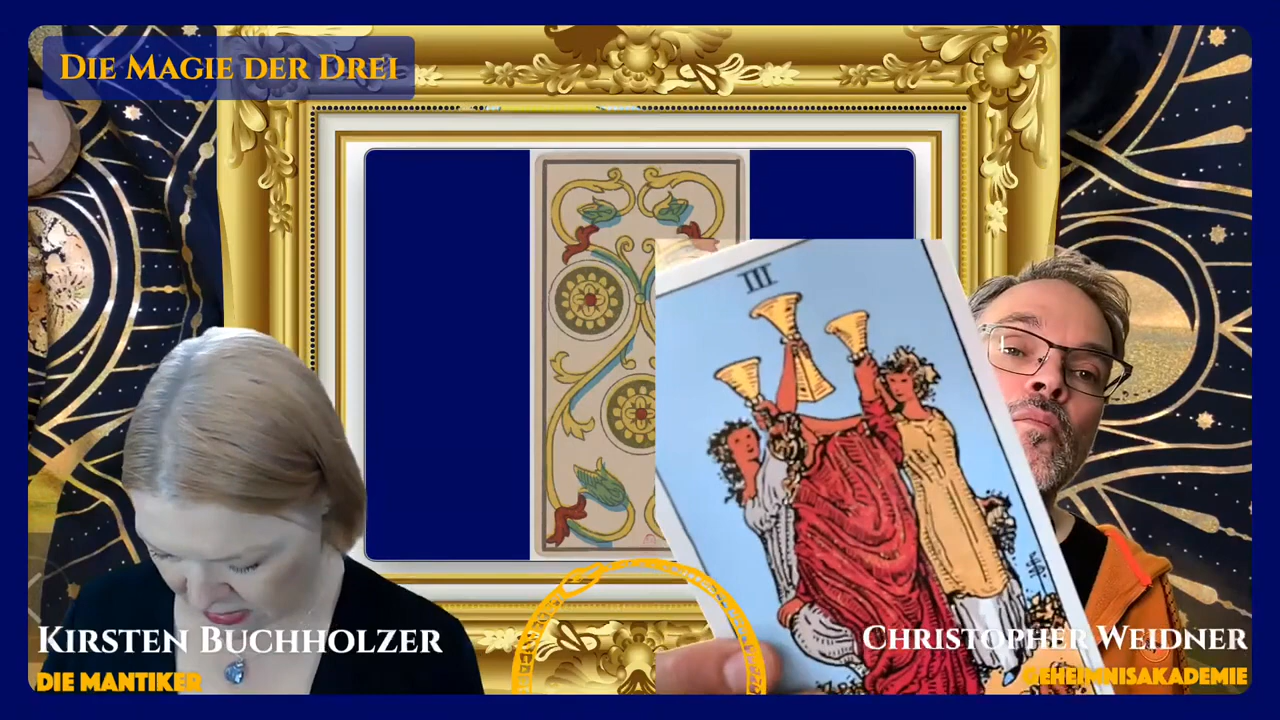 DIE MAGIE DER DREI
III
KIRSTEN BUCHHOLZER
DIE MANTIKER
CHRISTOPHER WEIDNER
GEHEIMNISAKADEMIE